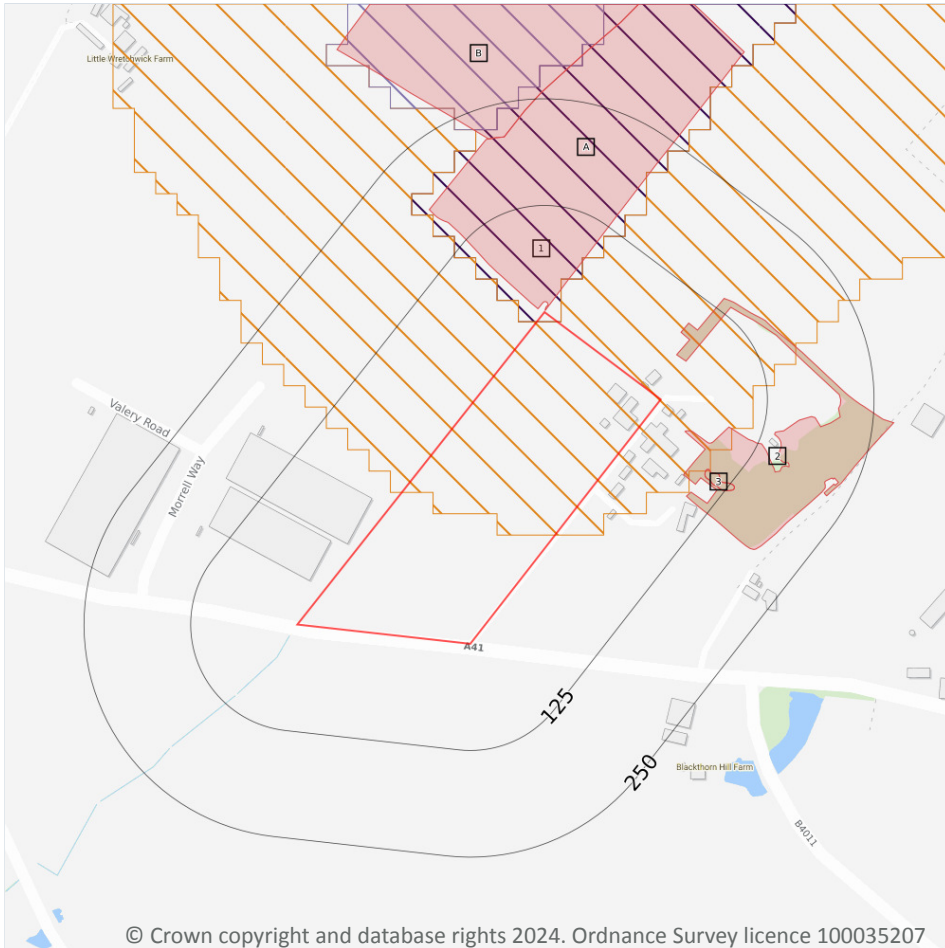 Little Wretchwick Farm
B
A
1
Valery Road
Morrell Way
2
3
A41
125
250
Blackthorn Hill Farm
B4011
© Crown copyright and database rights 2024. Ordnance Survey licence 100035207